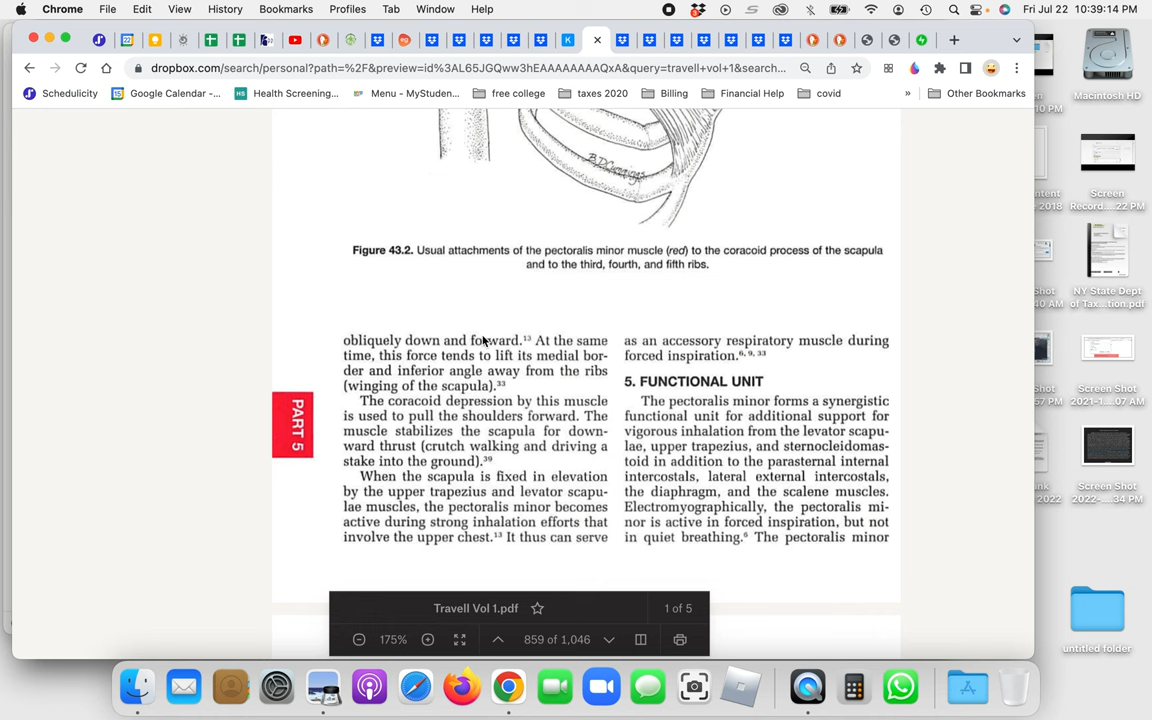 Chrome File Edit View History Bookmarks Profiles Tab Window Help
Fri Jul 22 10:39:14 PM
dropbox.com/search/personal?path=%2F&preview=id%3AL65JGQww3hEAAAAAAAAQxA&query=travell+vol+1&search...
Schedulicity
Google Calendar -...
Health Screening...
Menu - MyStuden...
free college
taxes 2020
Billing
Financial Help
covid
»
Other Bookmarks
Figure 43.2. Usual attachments of the pectoralis minor muscle (red) to the coracoid process of the scapula
and to the third, fourth, and fifth ribs.
obliquely down and forward.¹³ At the same
time, this force tends to lift its medial bor-
der and inferior angle away from the ribs
(winging of the scapula).³³
The coracoid depression by this muscle
is used to pull the shoulders forward. The
muscle stabilizes the scapula for down-
ward thrust (crutch walking and driving a
stake into the ground).³⁹
When the scapula is fixed in elevation
by the upper trapezius and levator scapu-
lae muscles, the pectoralis minor becomes
active during strong inhalation efforts that
involve the upper chest.¹³ It thus can serve
as an accessory respiratory muscle during
forced inspiration.⁶, ⁹, ³³
5. FUNCTIONAL UNIT
The pectoralis minor forms a synergistic
functional unit for additional support for
vigorous inhalation from the levator scapu-
lae, upper trapezius, and sternocleidomas-
toid in addition to the parasternal internal
intercostals, lateral external intercostals,
the diaphragm, and the scalene muscles.
Electromyographically, the pectoralis mi-
nor is active in forced inspiration, but not
in quiet breathing.⁶ The pectoralis minor
PART 5
Travell Vol 1.pdf
1 of 5
175%
859 of 1,046
Macintosh HD
Screen
Record....22 PM
NY State Dept
of Tax...tion.pdf
Screen Shot
2021-1....07 AM
Screen Shot
2022-....34 PM
untitled folder